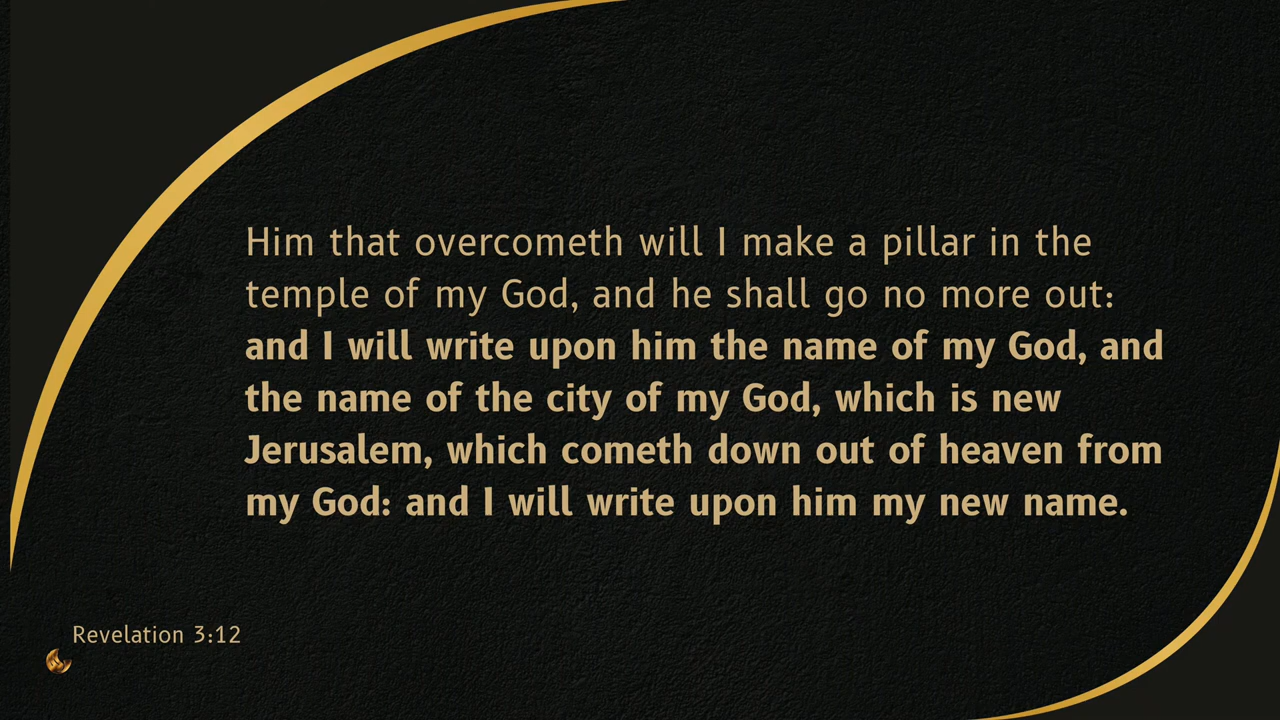 Him that overcometh will I make a pillar in the
temple of my God, and he shall go no more out:
and I will write upon him the name of my God, and
the name of the city of my God, which is new
Jerusalem, which cometh down out of heaven from
my God: and I will write upon him my new name.
Revelation 3:12